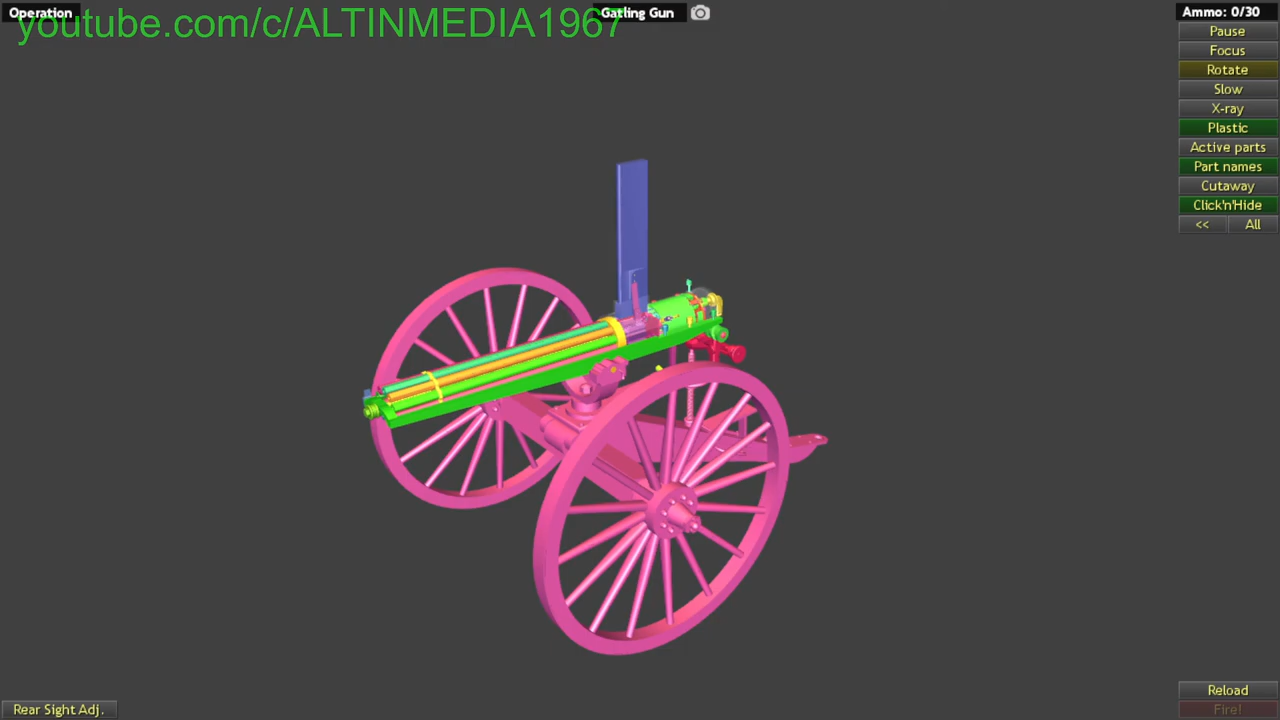 Operation
youtube.com/c/ALTINMEDIA1967
Gatling Gun
Ammo: 0/30
Pause
Focus
Rotate
Slow
X-ray
Plastic
Active parts
Part names
Cutaway
Click'n'Hide
<< All
Reload
Fire!
Rear Sight Adj.